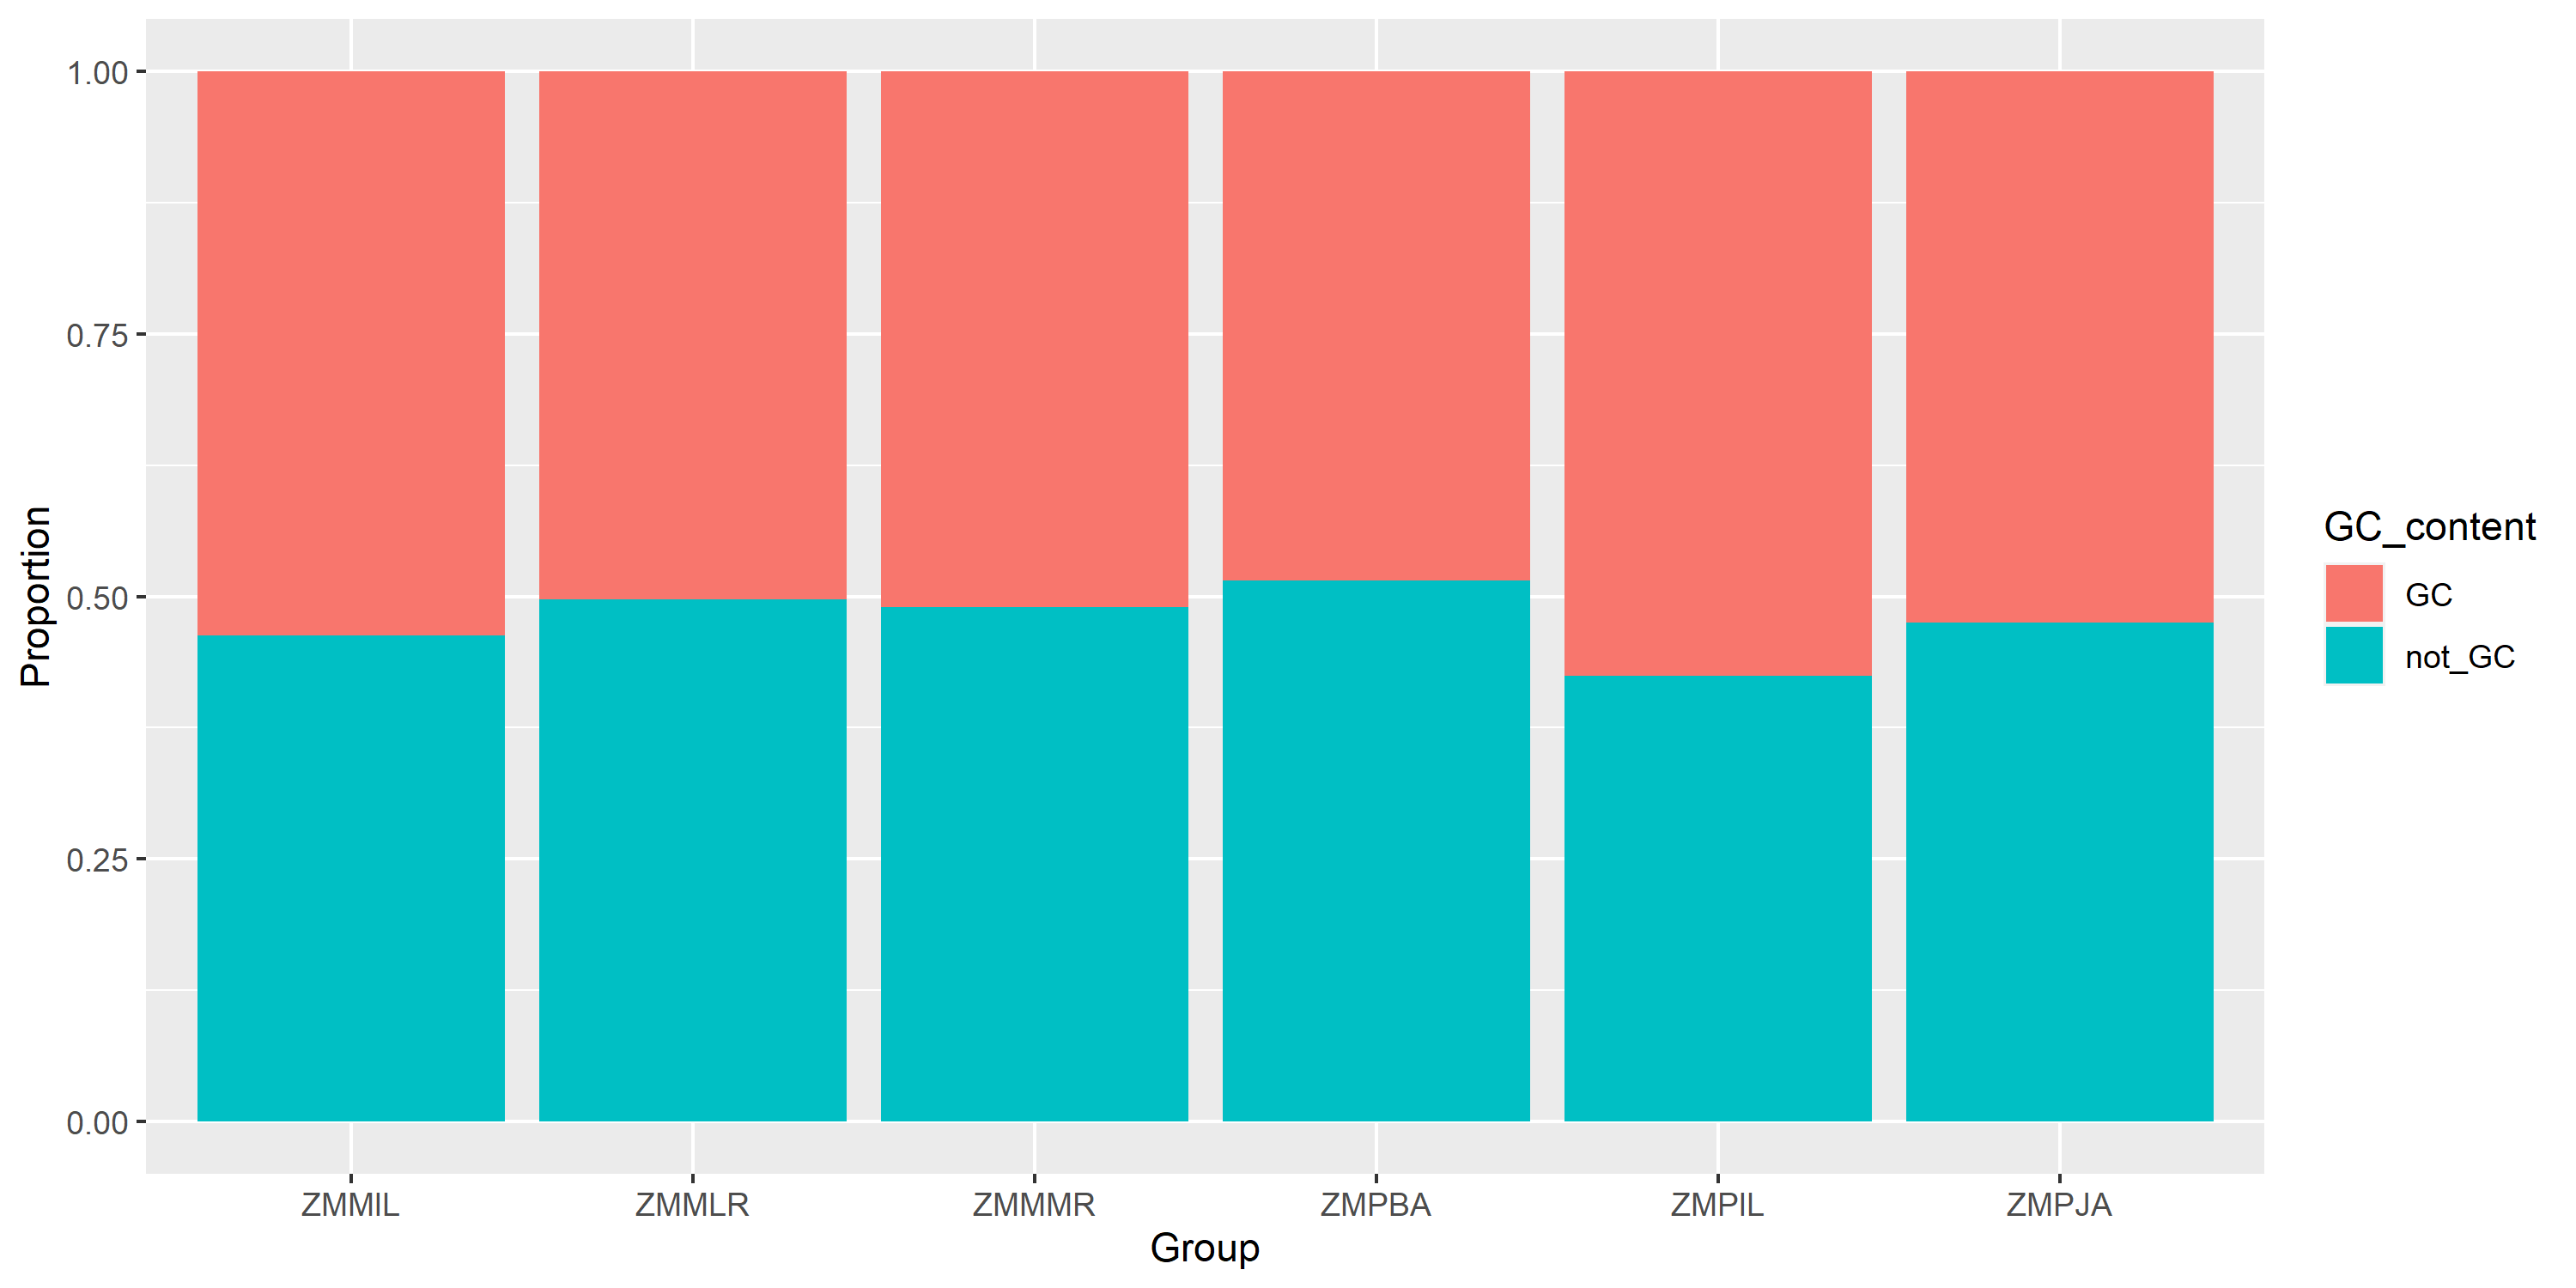 1.00
0.75
0.50
0.25
0.00
Proportion
ZMMIL ZMMLR ZMMMR ZMPBA ZMPIL ZMPJA
Group
GC_content
GC
not_GC